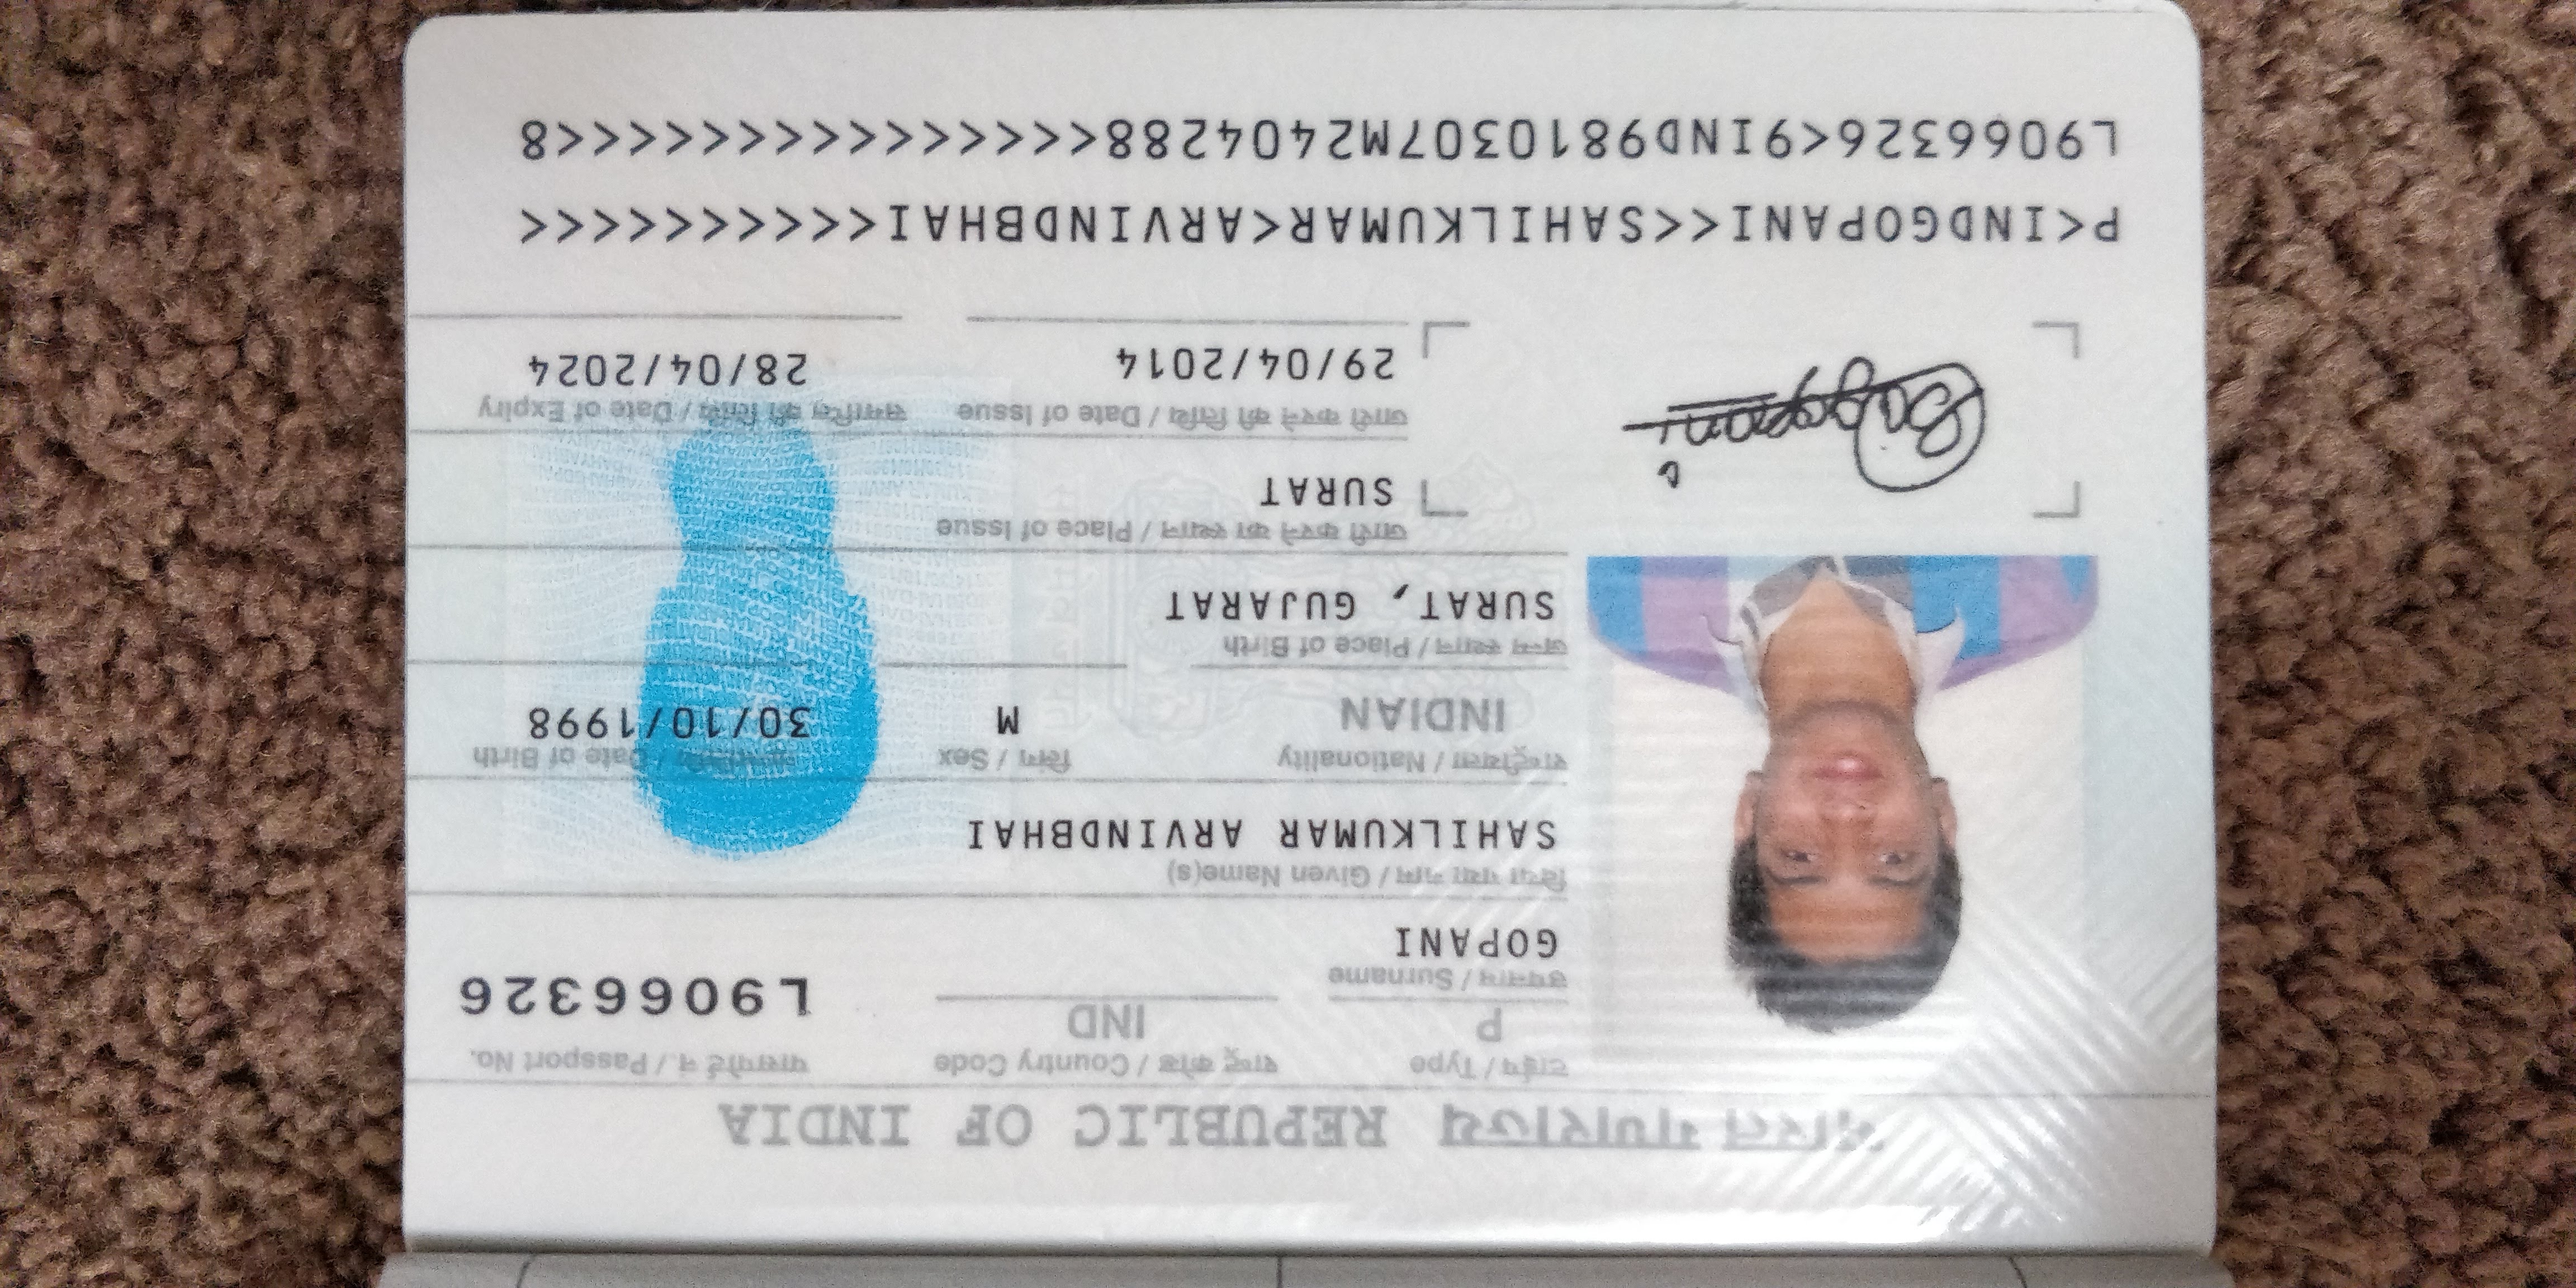 भारत गणराज्य REPUBLIC OF INDIA
टाईप / Type
राष्ट्र कोड / Country Code
पासपोर्ट नं. / Passport No.
P
IND
L9066326
उपनाम / Surname
GOPANI
दिया गया नाम / Given Name(s)
SAHILKUMAR ARVINDBHAI
राष्ट्रीयता / Nationality
लिंग / Sex
जन्मतिथि / Date of Birth
INDIAN
M
30/10/1998
जन्म स्थान / Place of Birth
SURAT, GUJARAT
जारी करने का स्थान / Place of Issue
SURAT
जारी करने की तिथि / Date of Issue
समाप्ति की तिथि / Date of Expiry
29/04/2014
28/04/2024
P<INDGOPANI<<SAHILKUMAR<ARVINDBHAI<<<<<<<<<<
L9066326<9IND9810307M2404288<<<<<<<<<<<<<<<8